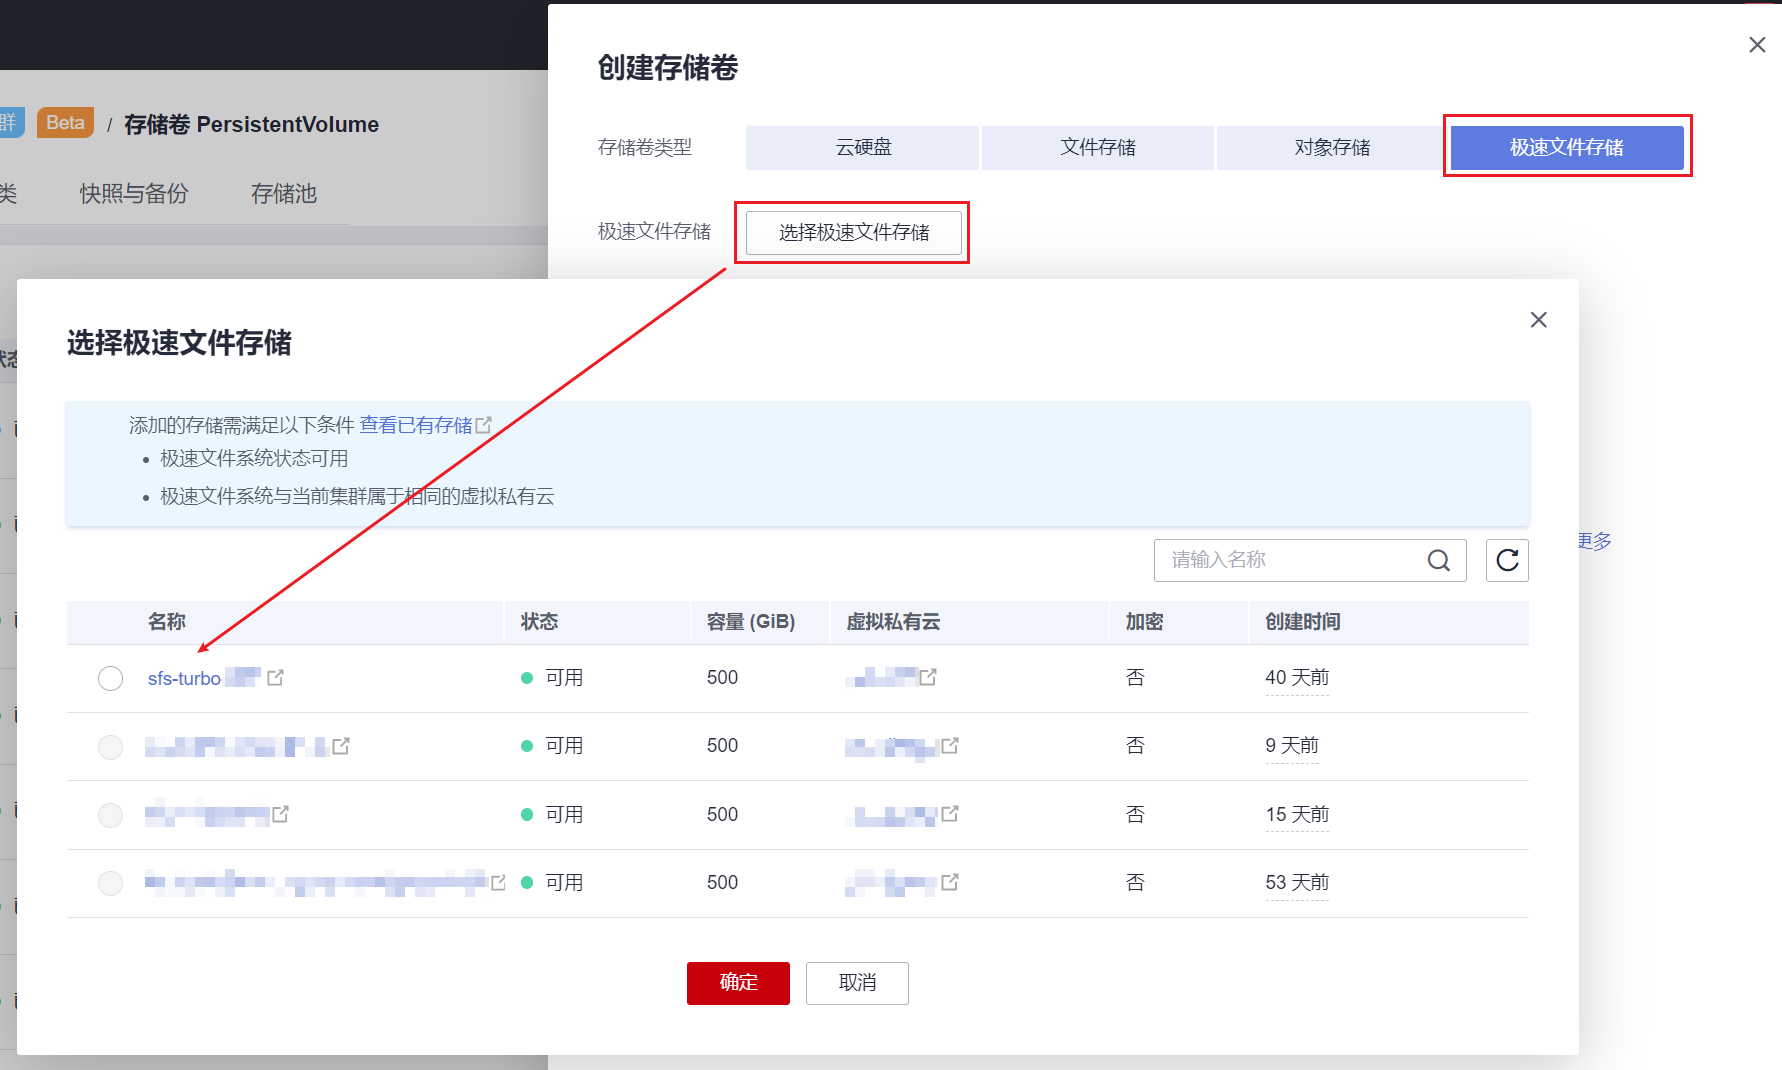 创建存储卷
群 Beta / 存储卷 PersistentVolume
存储卷类型 云硬盘 文件存储 对象存储 极速文件存储
类 快照与备份 存储池
极速文件存储 选择极速文件存储
选择极速文件存储
状态
添加的存储需满足以下条件 查看已有存储
• 极速文件系统状态可用
• 极速文件系统与当前集群属于相同的虚拟私有云
更多
请输入名称
名称 状态 容量 (GiB) 虚拟私有云 加密 创建时间
sfs-turbo 可用 500 否 40 天前
可用 500 否 9 天前
可用 500 否 15 天前
可用 500 否 53 天前
确定 取消